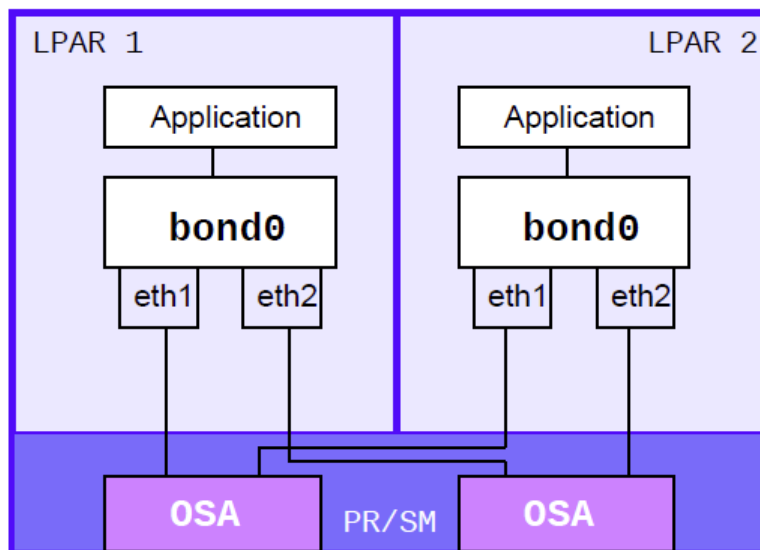 LPAR 1
LPAR 2
Application
Application
bond0
bond0
eth1
eth2
eth1
eth2
OSA
PR/SM
OSA